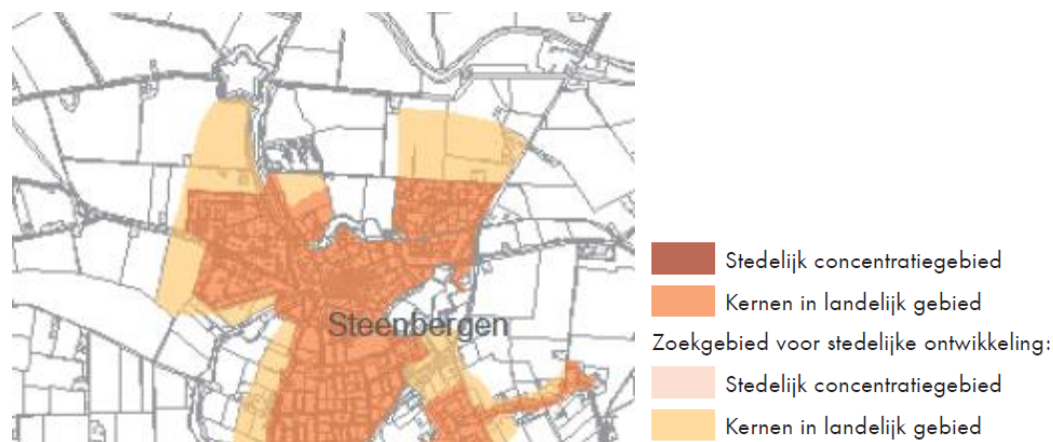 Steenbergen
Stedelijk concentratiegebied
Kernen in landelijk gebied
Zoekgebied voor stedelijke ontwikkeling:
Stedelijk concentratiegebied
Kernen in landelijk gebied